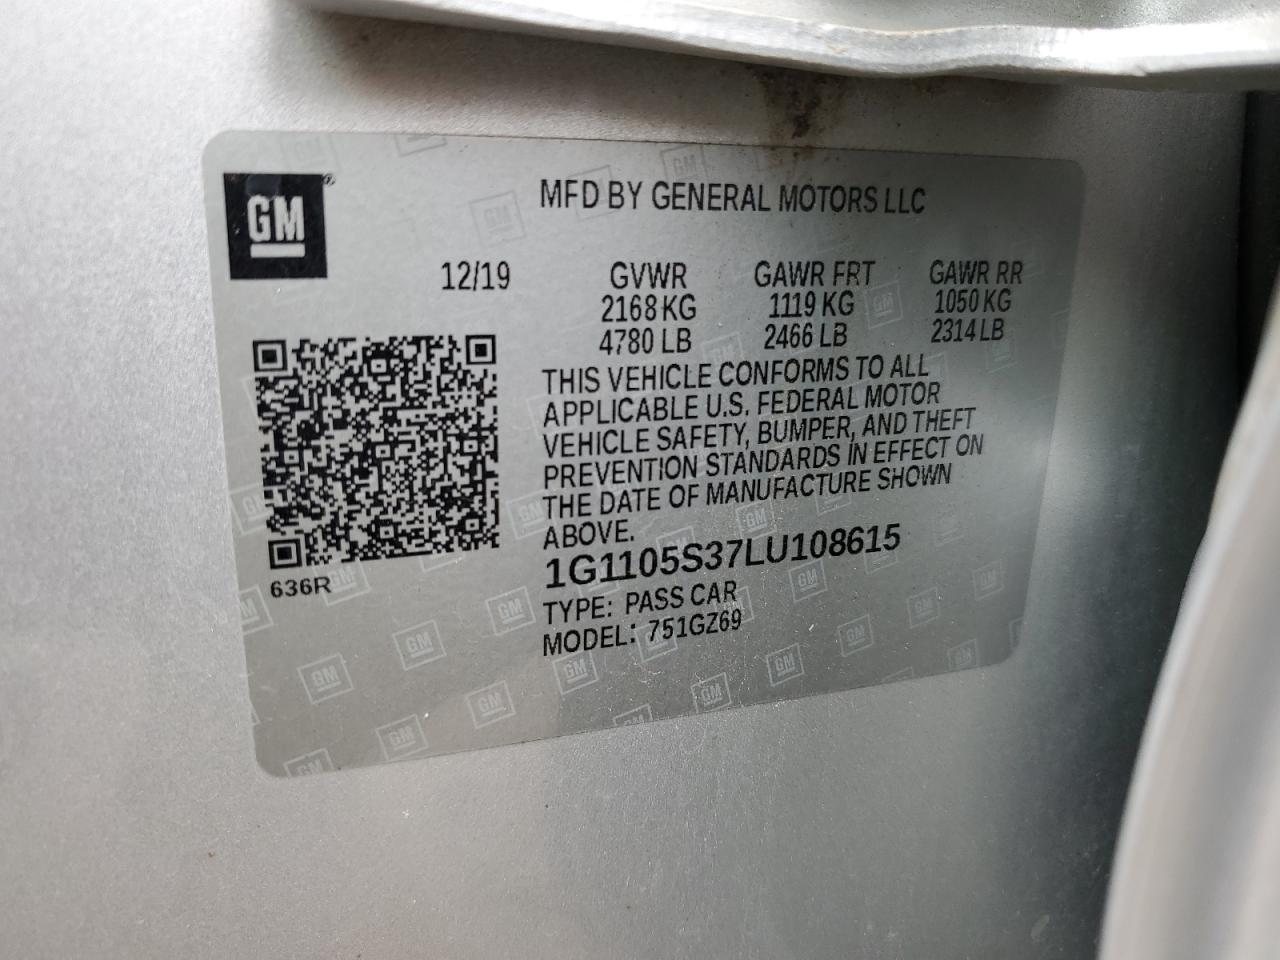 GM
MFD BY GENERAL MOTORS LLC
12/19 GVWR GAWR FRT GAWR RR
2168 KG 1119 KG 1050 KG
4780 LB 2466 LB 2314 LB
THIS VEHICLE CONFORMS TO ALL
APPLICABLE U.S. FEDERAL MOTOR
VEHICLE SAFETY, BUMPER, AND THEFT
PREVENTION STANDARDS IN EFFECT ON
THE DATE OF MANUFACTURE SHOWN
ABOVE.
1G1105S37LU108615
636R
TYPE: PASS CAR
MODEL: 751GZ69